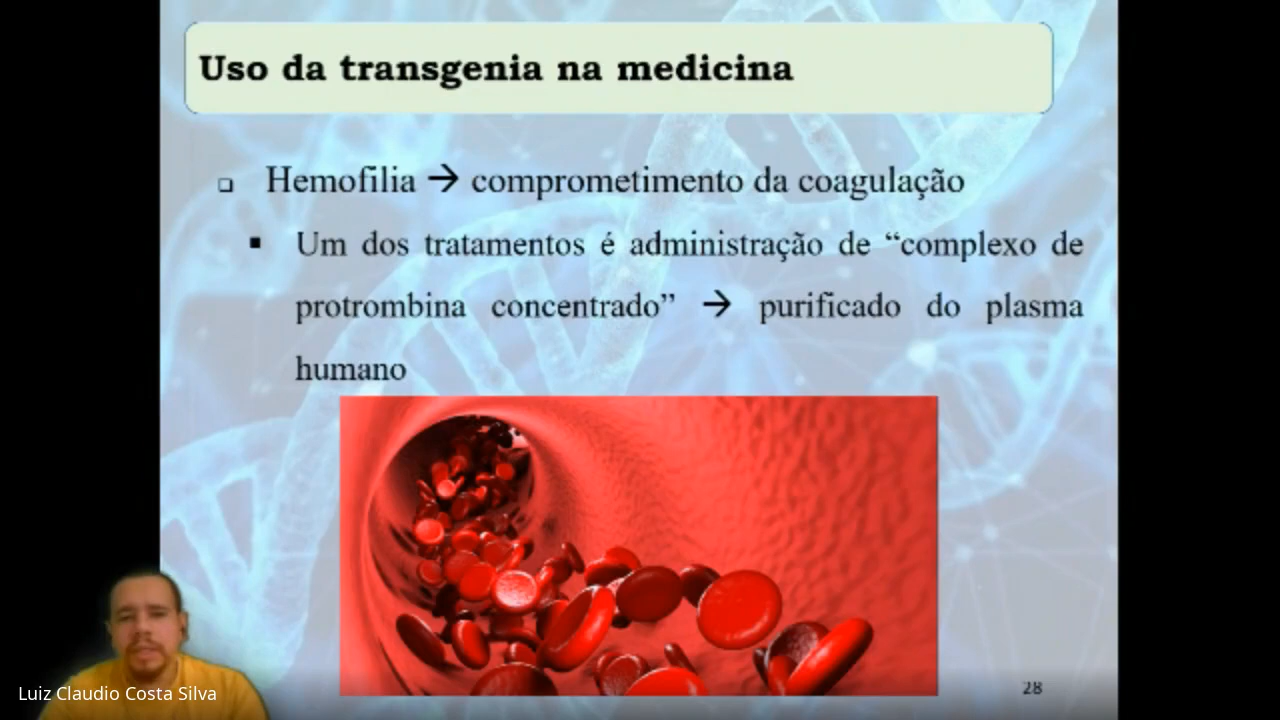 Uso da transgenia na medicina
❑ Hemofilia → comprometimento da coagulação
▪ Um dos tratamentos é administração de “complexo de
protrombina concentrado” → purificado do plasma
humano
Luiz Claudio Costa Silva
28